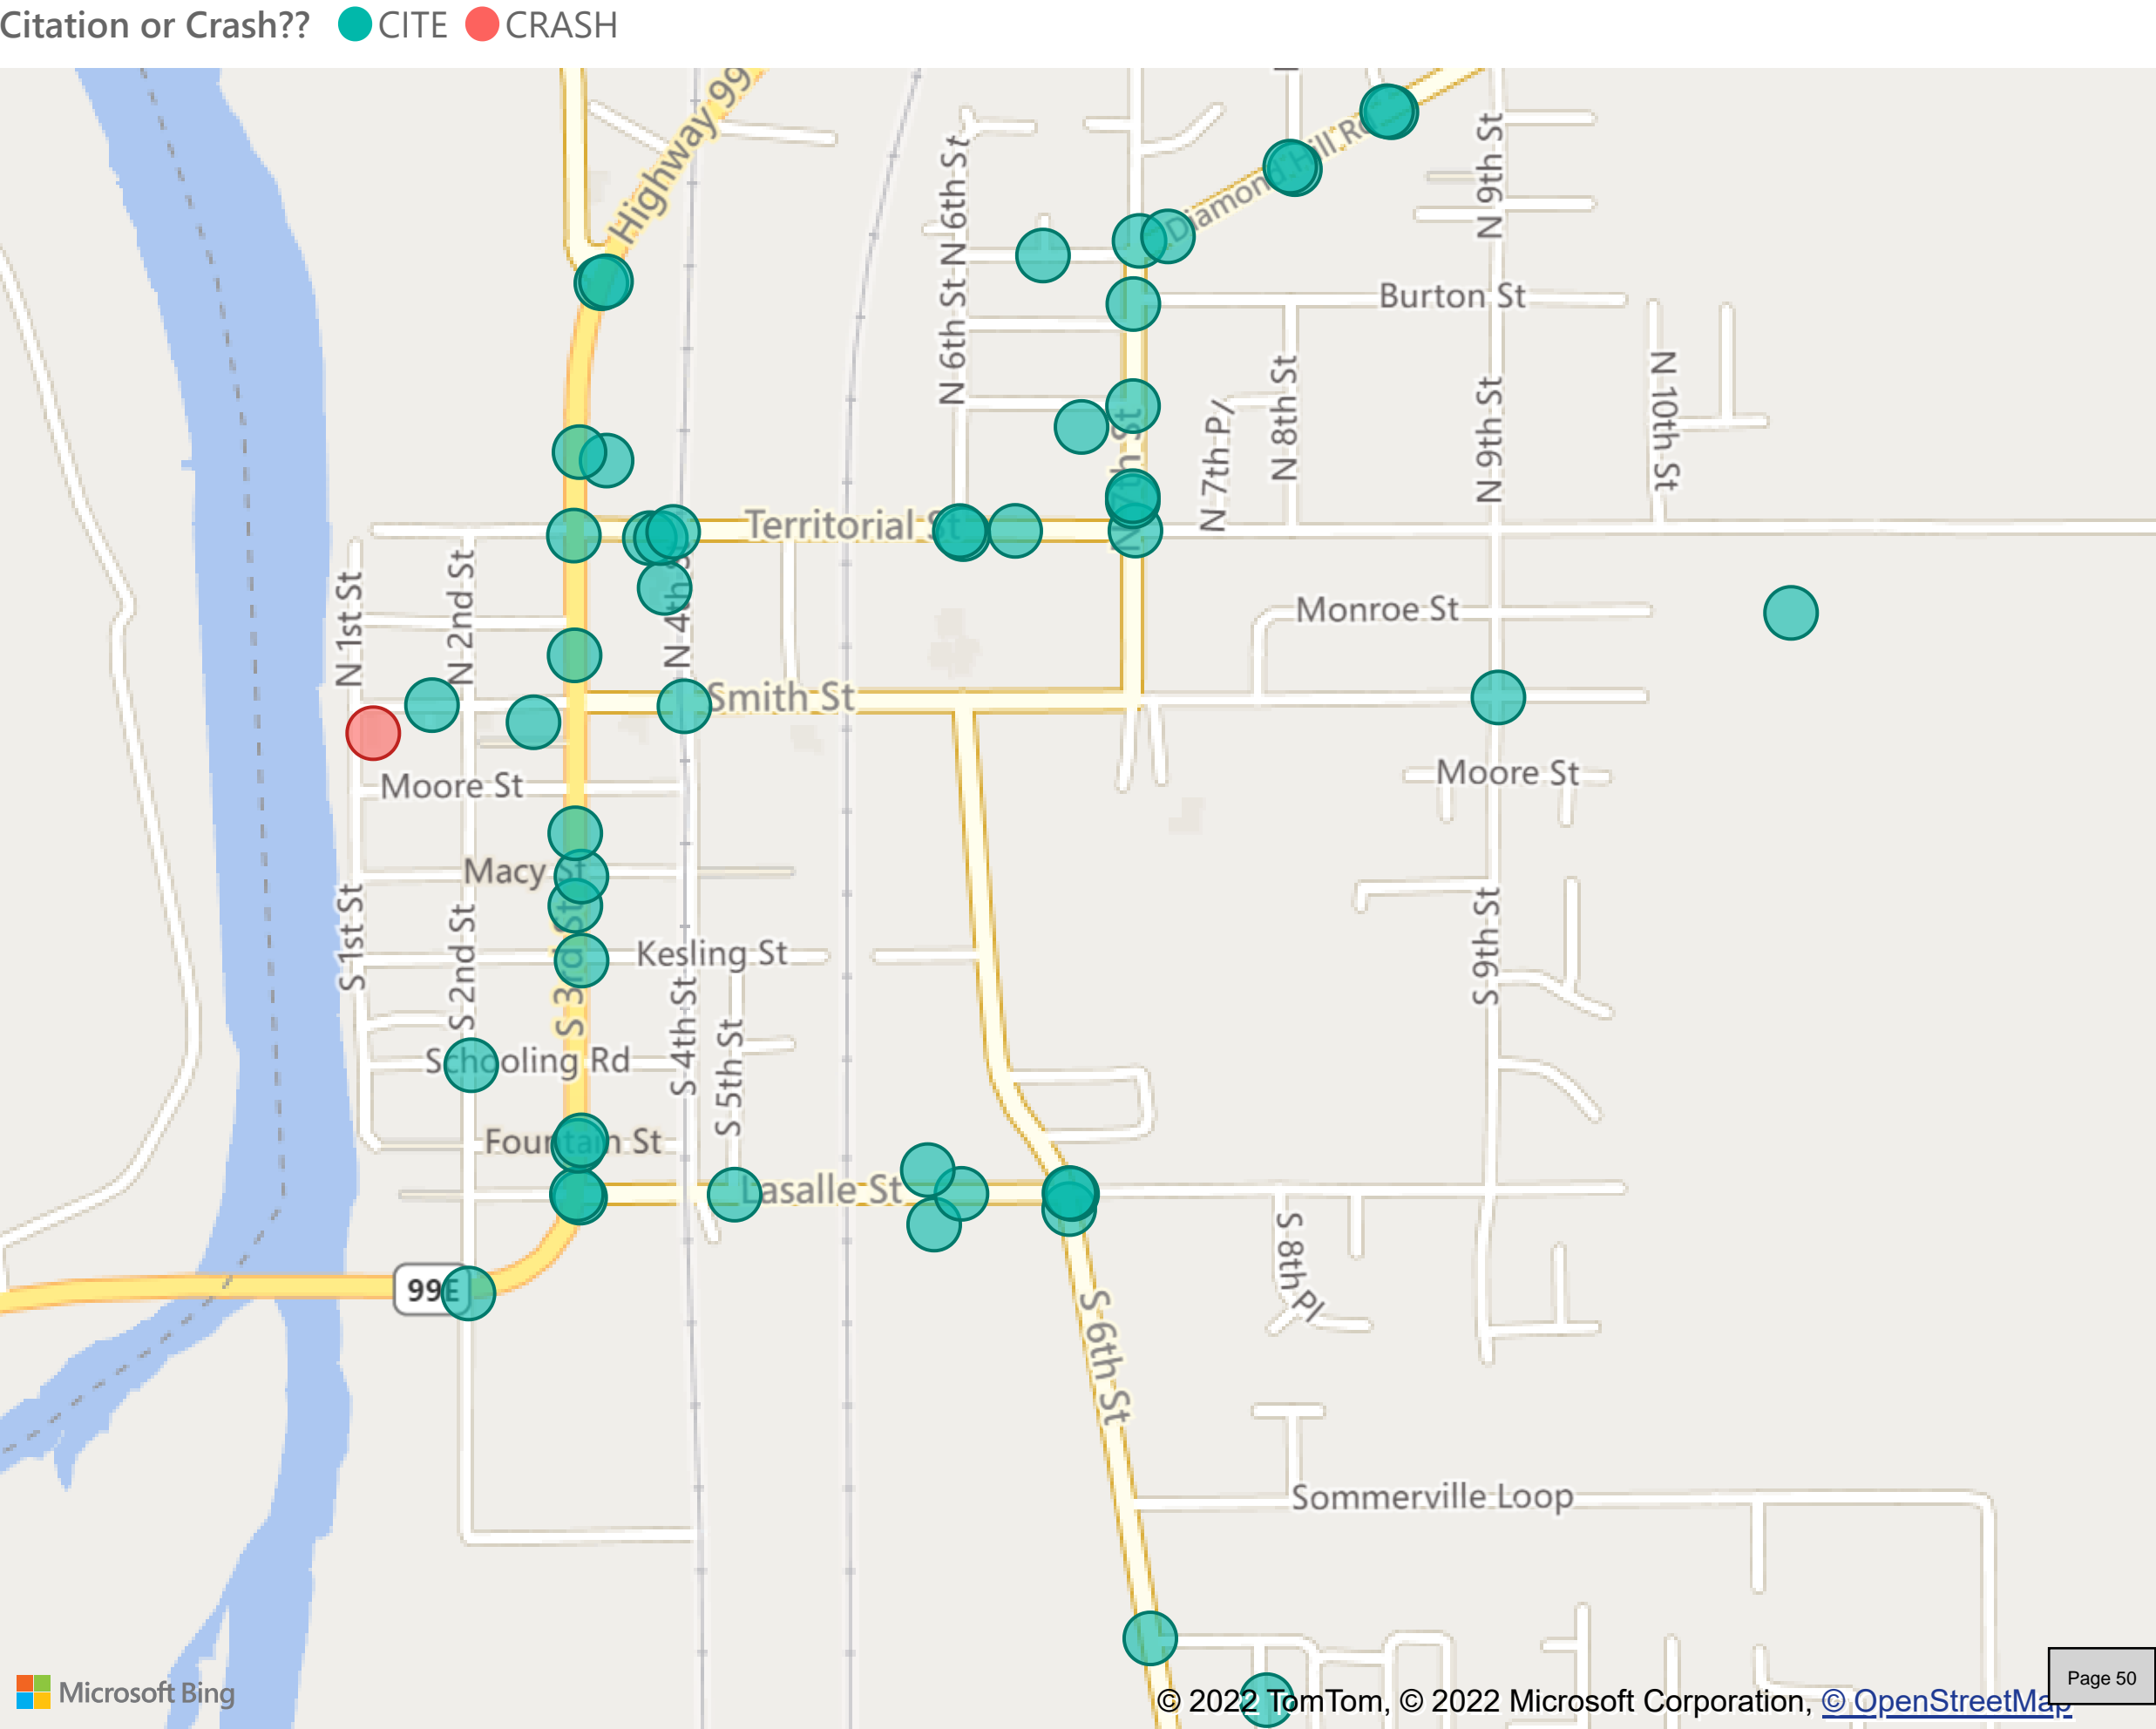 Citation or Crash?? CITE CRASH
Highway 99
Diamond Hill Rd
N 6th St
N 9th St
Burton St
N 6th St
N 7th St
N 7th Pl
N 8th St
N 9th St
N 10th St
Territorial St
N 1st St
N 2nd St
N 4th St
Monroe St
Smith St
Moore St
Moore St
Macy St
S 1st St
S 2nd St
S 3rd St
Kesling St
S 9th St
S 4th St
S 5th St
Schooling Rd
Fountain St
Lasalle St
99E
S 8th Pl
S 6th St
Sommerville Loop
Page 50
Microsoft Bing
© 2022 TomTom, © 2022 Microsoft Corporation, © OpenStreetMap